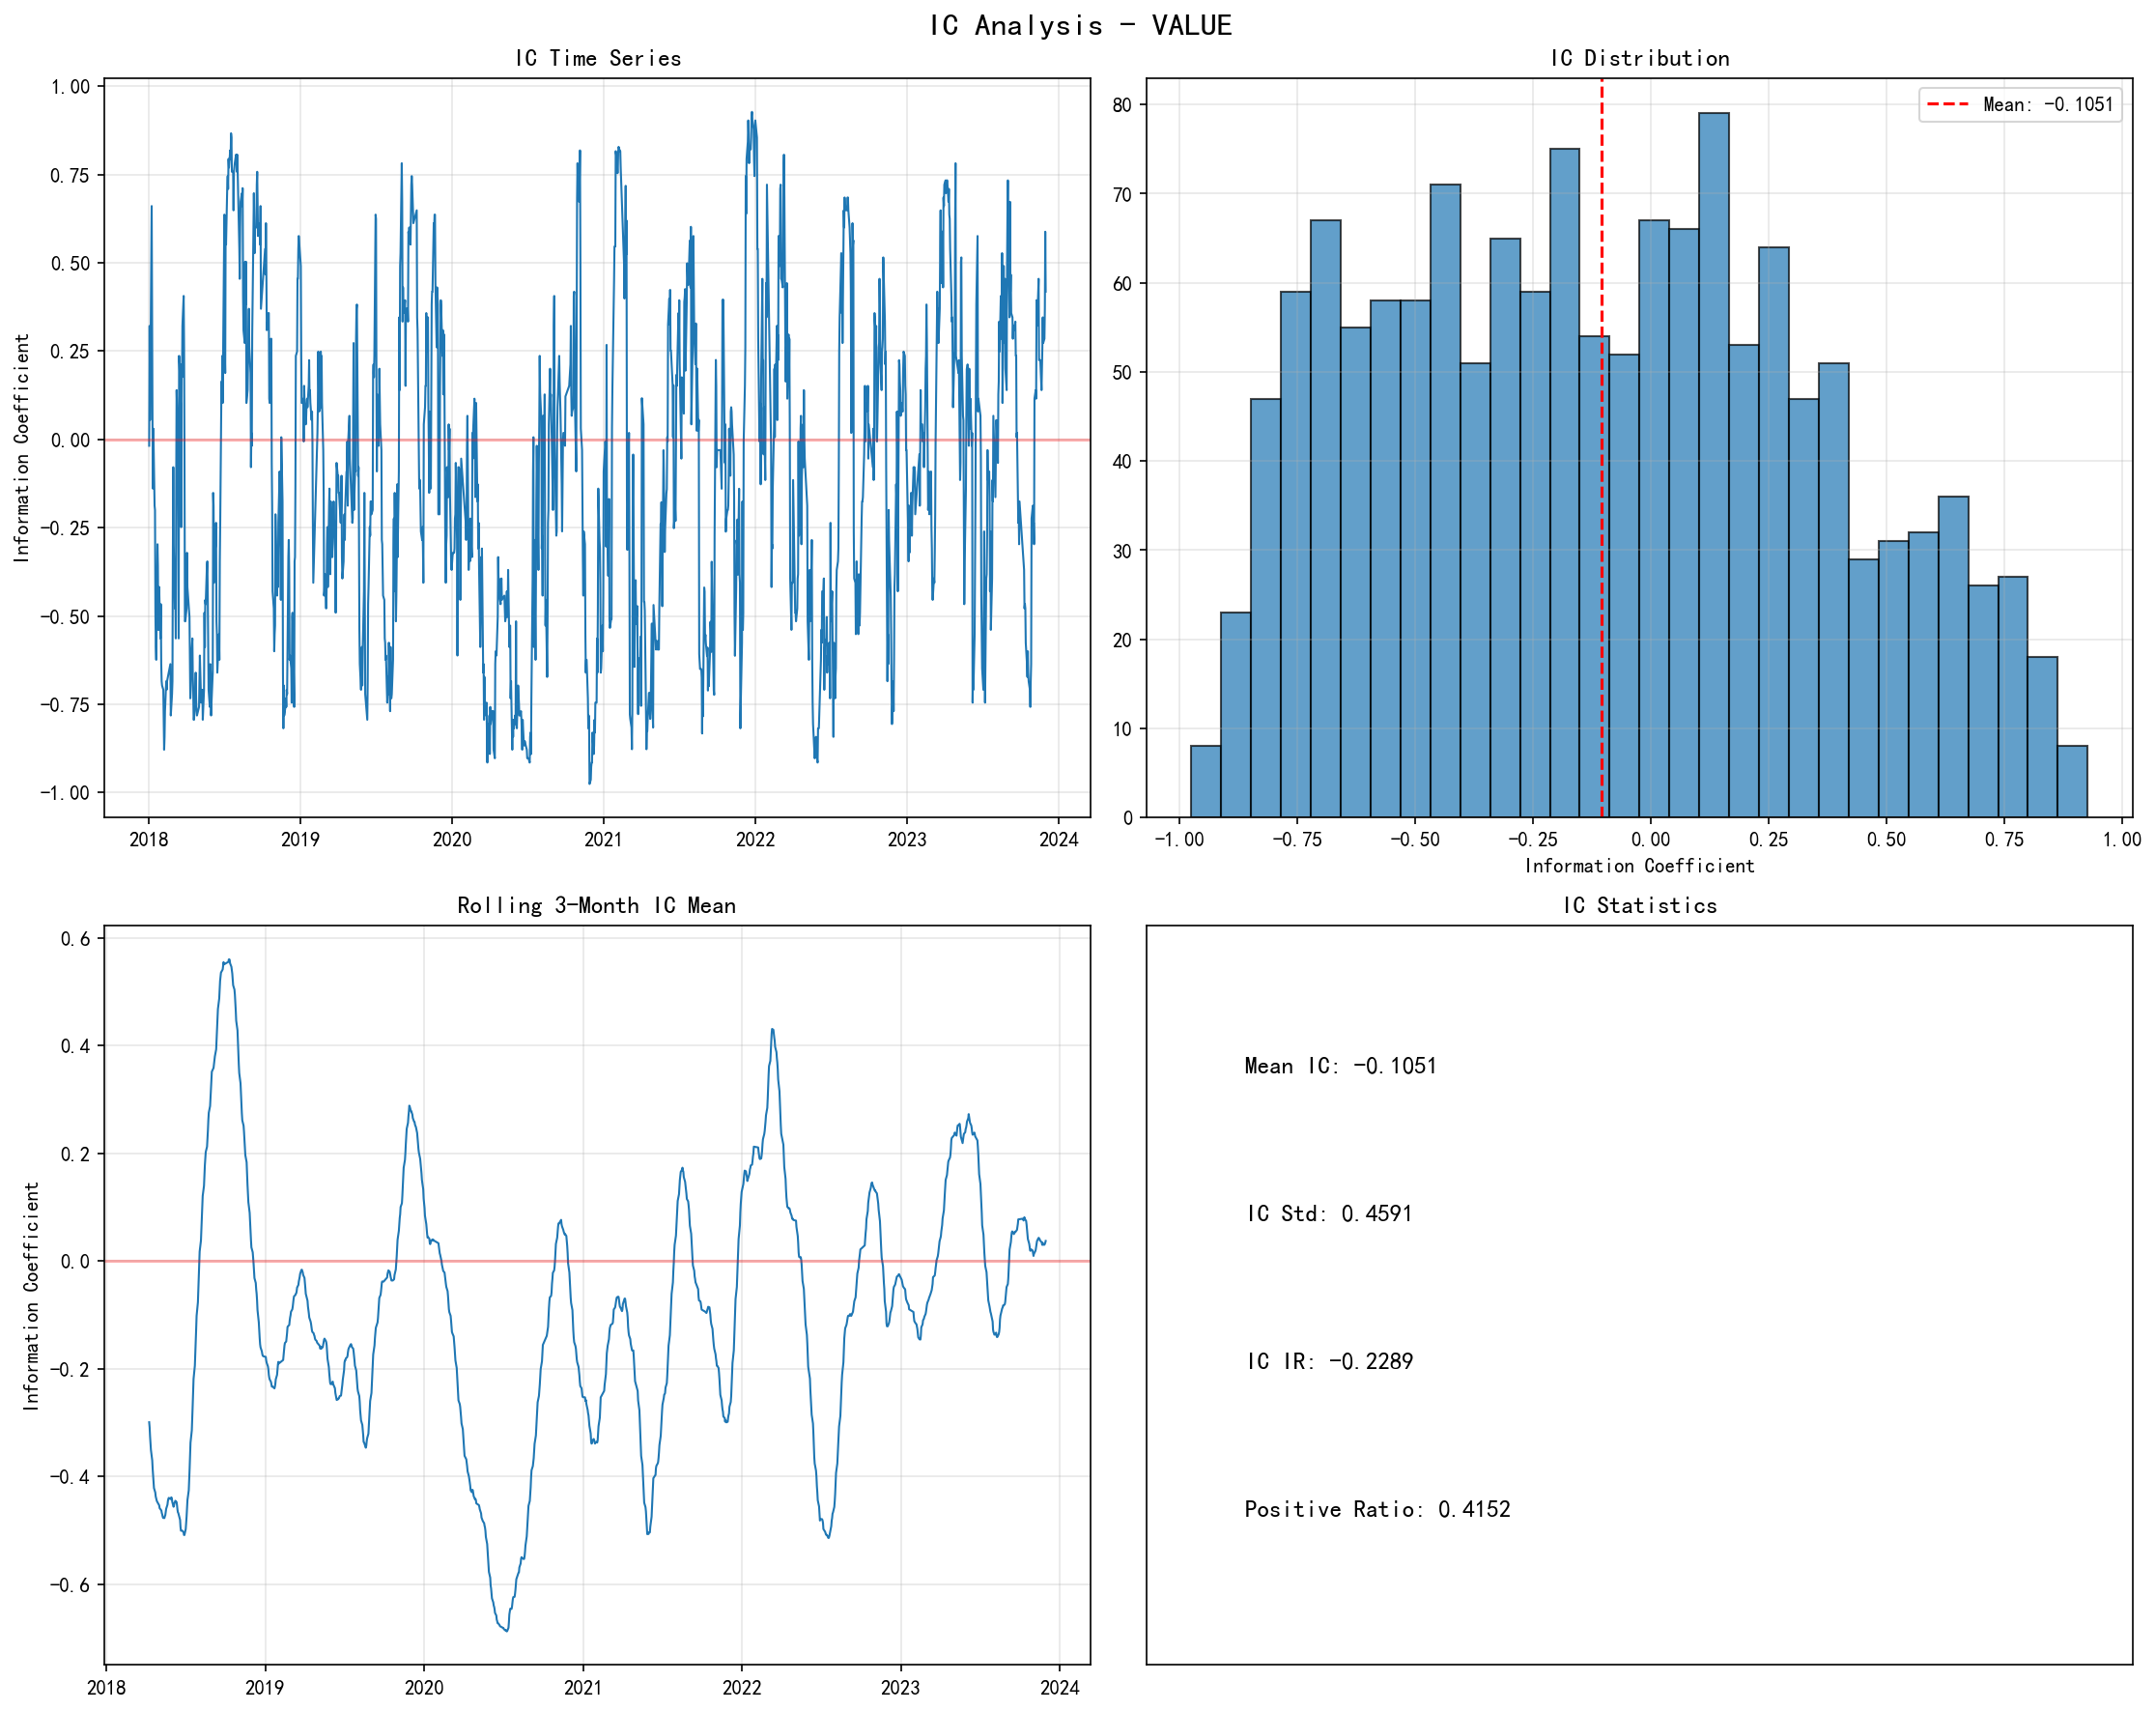 IC Analysis - VALUE
IC Time Series
Information Coefficient
1.00
0.75
0.50
0.25
0.00
-0.25
-0.50
-0.75
-1.00
2018 2019 2020 2021 2022 2023 2024
IC Distribution
Mean: -0.1051
80
70
60
50
40
30
20
10
0
-1.00 -0.75 -0.50 -0.25 0.00 0.25 0.50 0.75 1.00
Information Coefficient
Rolling 3-Month IC Mean
Information Coefficient
0.6
0.4
0.2
0.0
-0.2
-0.4
-0.6
2018 2019 2020 2021 2022 2023 2024
IC Statistics
Mean IC: -0.1051
IC Std: 0.4591
IC IR: -0.2289
Positive Ratio: 0.4152